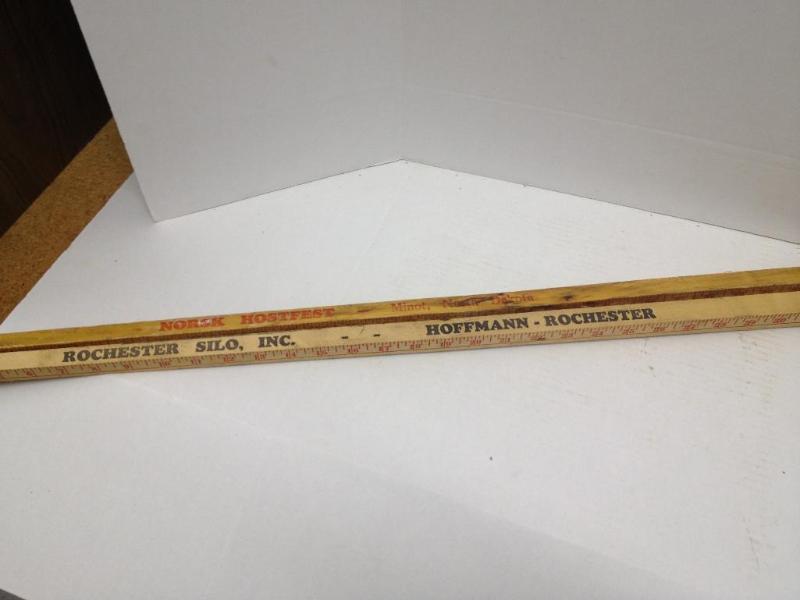 NORSK HOSTFEST Minot, North Dakota
ROCHESTER SILO, INC. - - HOFFMANN - ROCHESTER